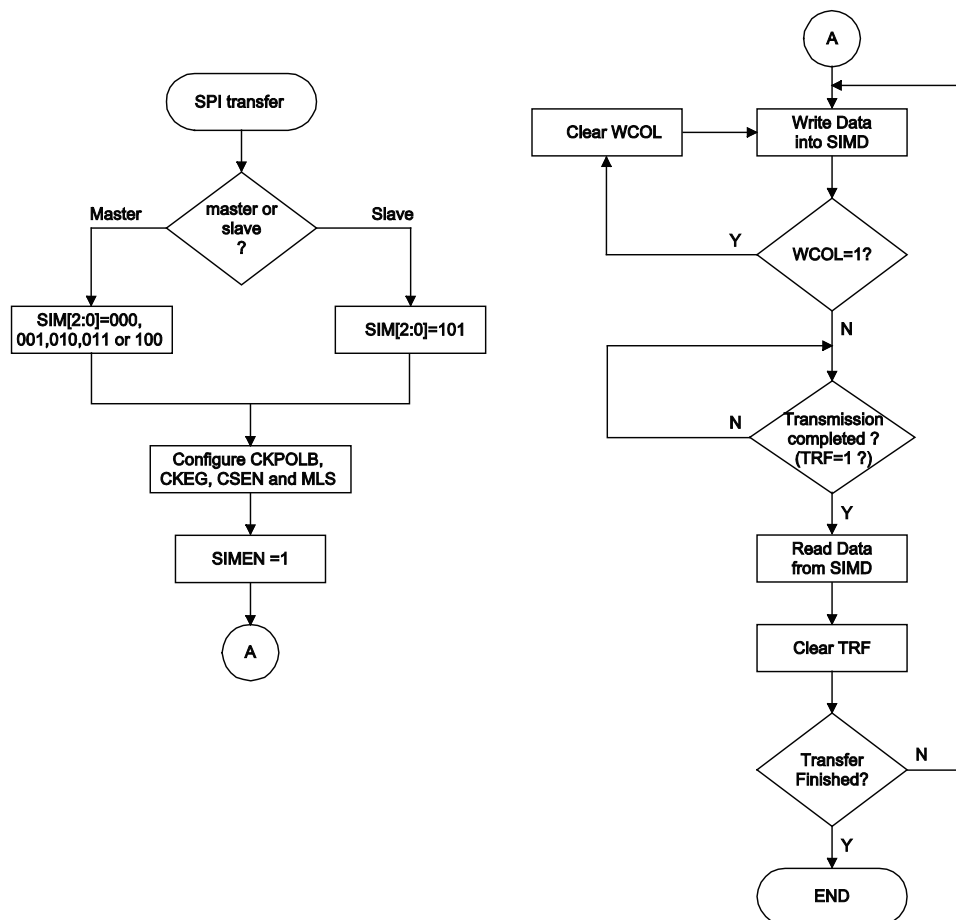 SPI transfer
master or
slave
?
Master
Slave
SIM[2:0]=000,
001,010,011 or 100
SIM[2:0]=101
Configure CKPOLB,
CKEG, CSEN and MLS
SIMEN =1
A
A
Clear WCOL
Write Data
into SIMD
Y
WCOL=1?
N
N
Transmission
completed ?
(TRF=1 ?)
Y
Read Data
from SIMD
Clear TRF
Transfer
Finished?
N
Y
END